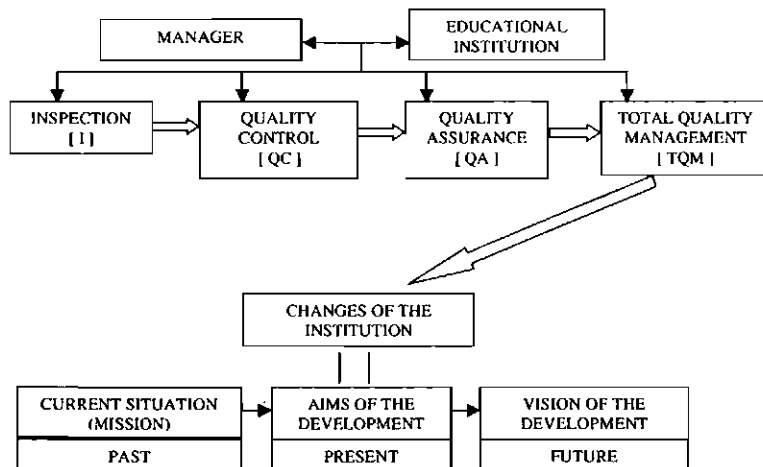 MANAGER
EDUCATIONAL
INSTITUTION
INSPECTION
[ I ]
QUALITY
CONTROL
[ QC ]
QUALITY
ASSURANCE
[ QA ]
TOTAL QUALITY
MANAGEMENT
[ TQM ]
CHANGES OF THE
INSTITUTION
CURRENT SITUATION
(MISSION)
PAST
AIMS OF THE
DEVELOPMENT
PRESENT
VISION OF THE
DEVELOPMENT
FUTURE